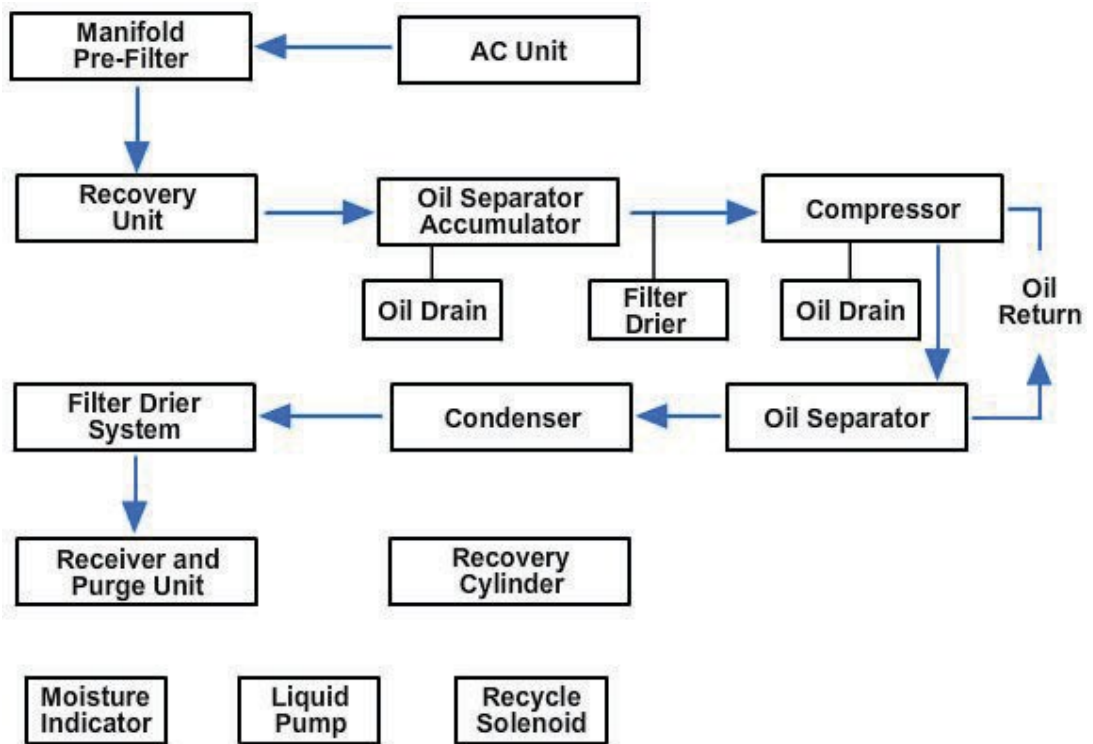 Manifold
Pre-Filter
AC Unit
Recovery
Unit
Oil Separator
Accumulator
Compressor
Oil Drain
Filter
Drier
Oil Drain
Oil
Return
Filter Drier
System
Condenser
Oil Separator
Receiver and
Purge Unit
Recovery
Cylinder
Moisture
Indicator
Liquid
Pump
Recycle
Solenoid